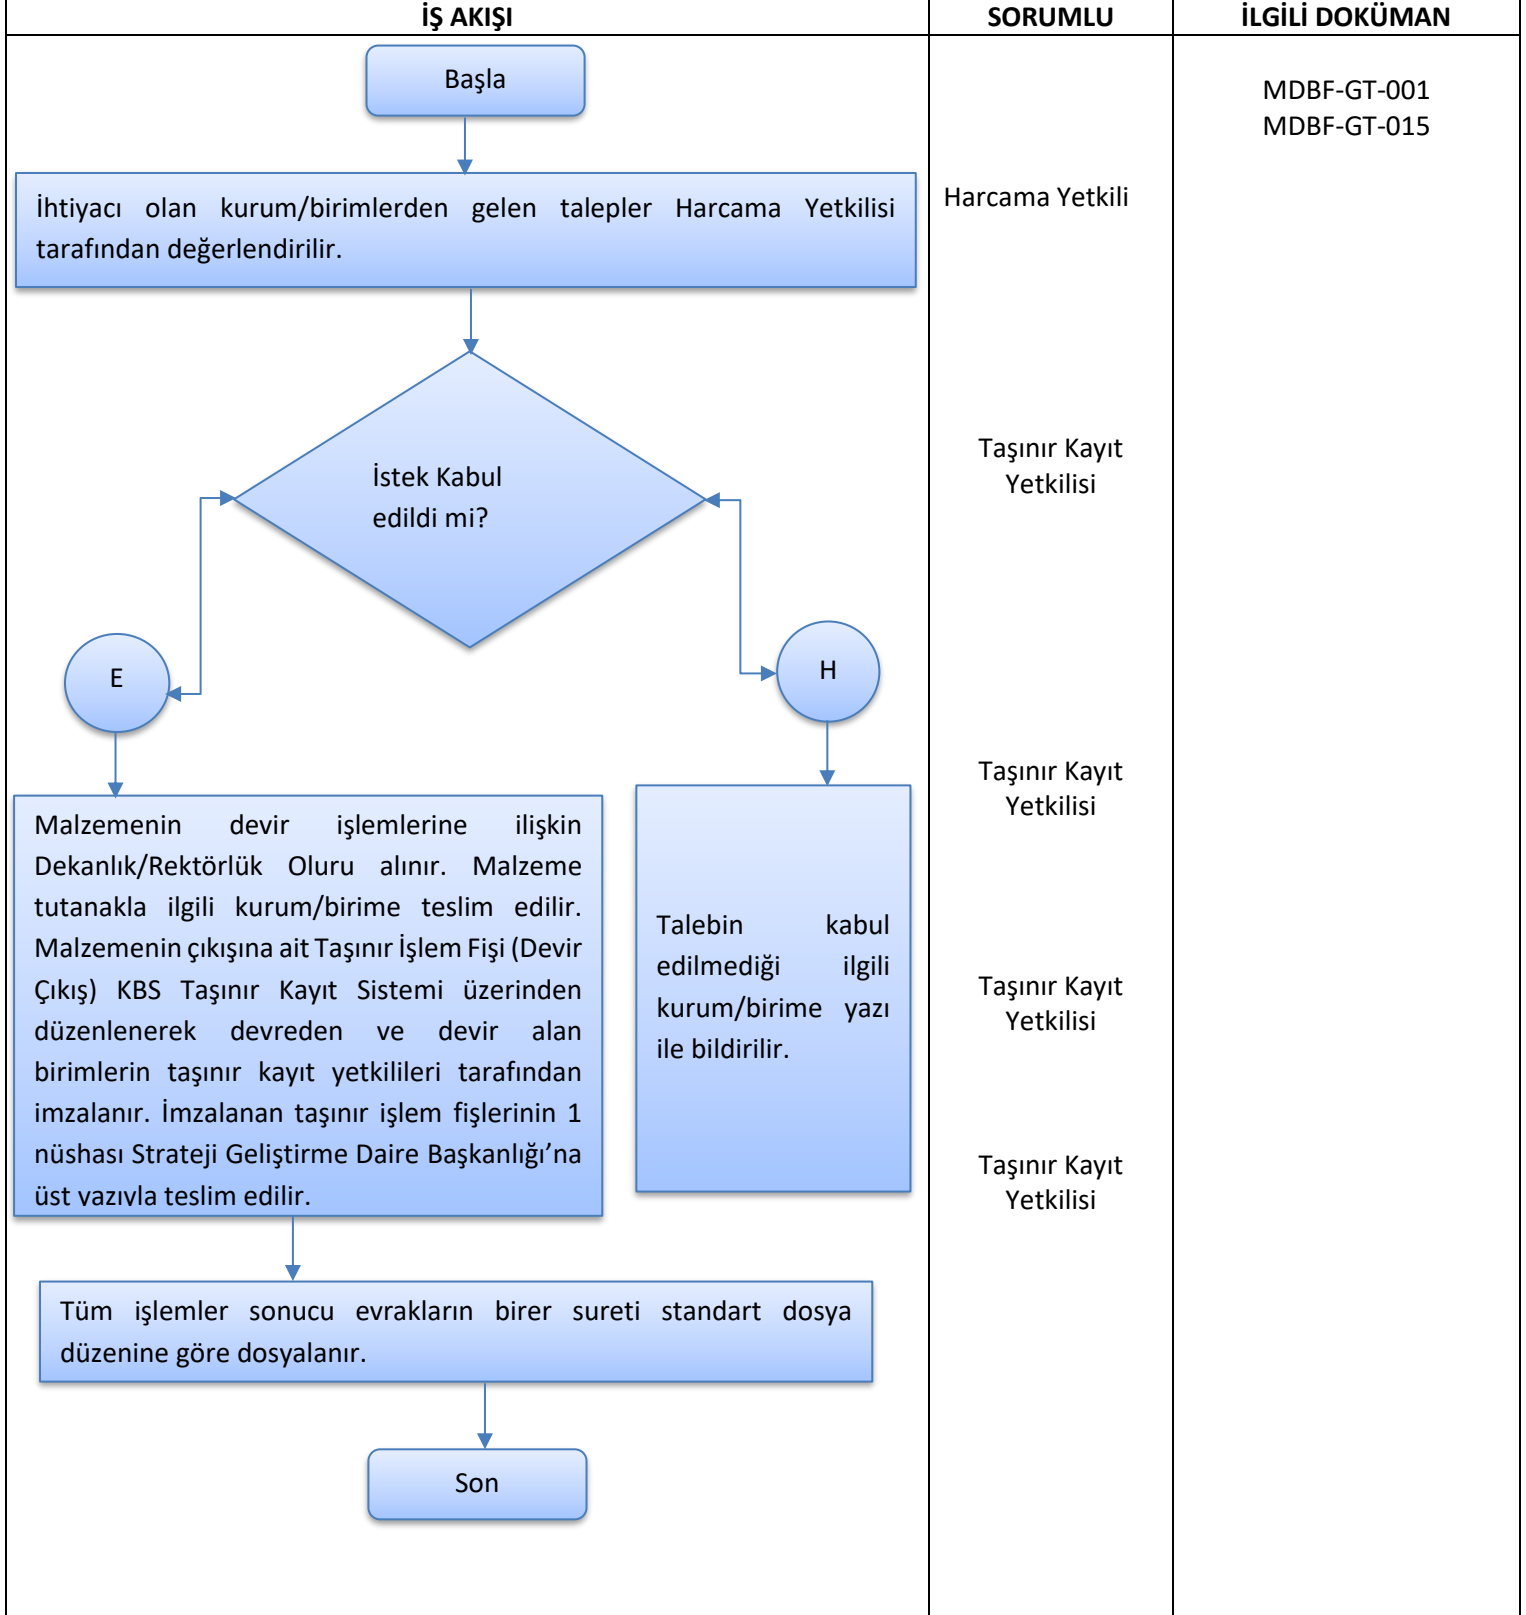 İŞ AKIŞI
SORUMLU
İLGİLİ DOKÜMAN
Başla
MDBF-GT-001
MDBF-GT-015
İhtiyacı olan kurum/birimlerden gelen talepler Harcama Yetkilisi
tarafından değerlendirilir.
Harcama Yetkili
İstek Kabul
edildi mi?
Taşınır Kayıt
Yetkilisi
E
H
Taşınır Kayıt
Yetkilisi
Malzemenin devir işlemlerine ilişkin
Dekanlık/Rektörlük Oluru alınır. Malzeme
tutanakla ilgili kurum/birime teslim edilir.
Malzemenin çıkışına ait Taşınır İşlem Fişi (Devir
Çıkış) KBS Taşınır Kayıt Sistemi üzerinden
düzenlenerek devreden ve devir alan
birimlerin taşınır kayıt yetkilileri tarafından
imzalanır. İmzalanan taşınır işlem fişlerinin 1
nüshası Strateji Geliştirme Daire Başkanlığı’na
üst yazıyla teslim edilir.
Talebin kabul
edilmediği ilgili
kurum/birime yazı
ile bildirilir.
Taşınır Kayıt
Yetkilisi
Taşınır Kayıt
Yetkilisi
Tüm işlemler sonucu evrakların birer sureti standart dosya
düzenine göre dosyalanır.
Son